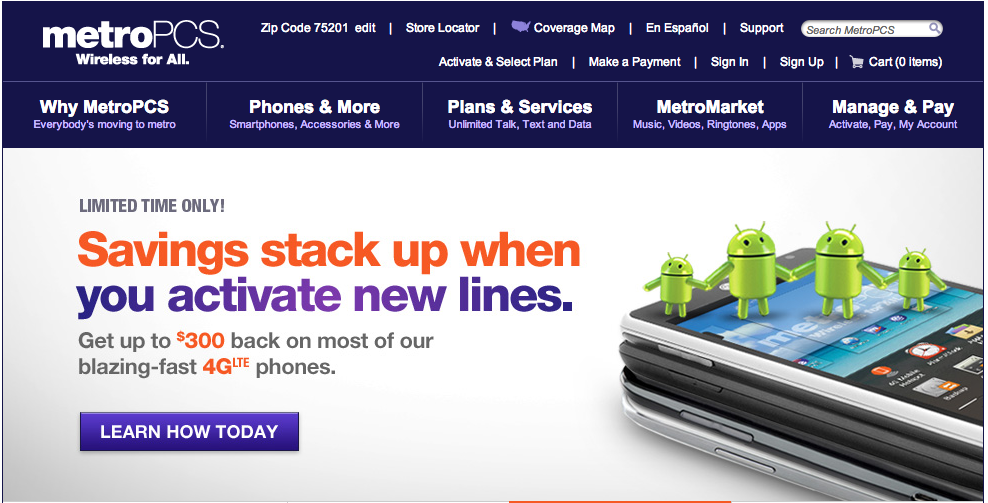 metroPCS.
Wireless for All.
Zip Code 75201 edit | Store Locator | Coverage Map | En Español | Support
Search MetroPCS
Activate & Select Plan | Make a Payment | Sign In | Sign Up | Cart (0 items)
Why MetroPCS
Everybody's moving to metro
Phones & More
Smartphones, Accessories & More
Plans & Services
Unlimited Talk, Text and Data
MetroMarket
Music, Videos, Ringtones, Apps
Manage & Pay
Activate, Pay, My Account
LIMITED TIME ONLY!
Savings stack up when
you activate new lines.
Get up to $300 back on most of our
blazing-fast 4GLTE phones.
LEARN HOW TODAY
4G Mobile
Hotspot
Backup